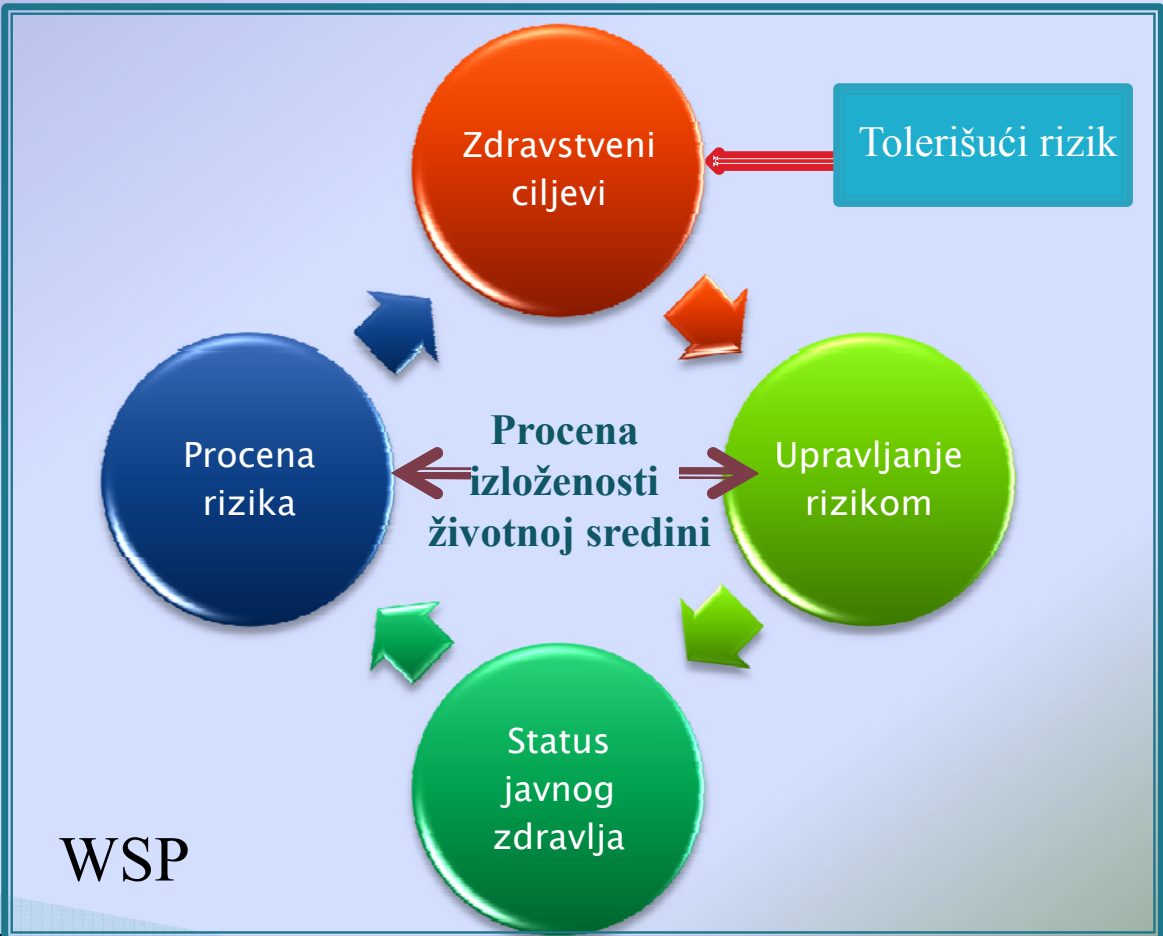 Zdravstveni
ciljevi
Tolerišući rizik
Procena
rizika
Procena
izloženosti
životnoj sredini
Upravljanje
rizikom
Status
javnog
zdravlja
WSP